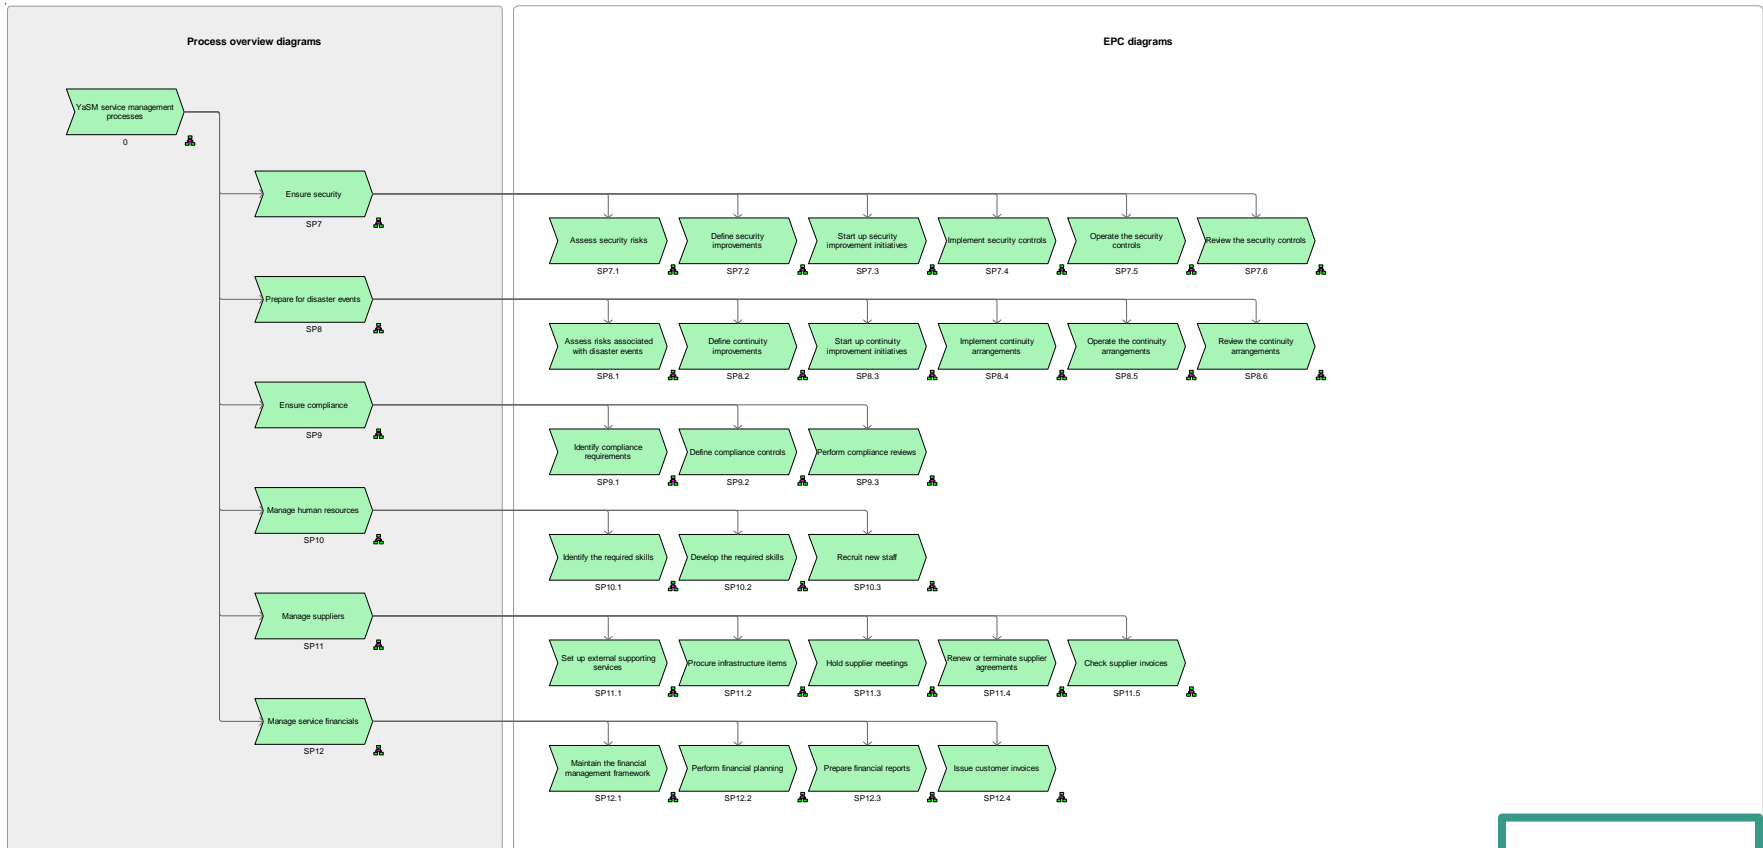 Process overview diagrams
EPC diagrams
YaSM service management
processes
0
Ensure security
SP7
Assess security risks
SP7.1
Define security
improvements
SP7.2
Start up security
improvement initiatives
SP7.3
Implement security controls
SP7.4
Operate the security
controls
SP7.5
Review the security controls
SP7.6
Prepare for disaster events
SP8
Assess risks associated
with disaster events
SP8.1
Define continuity
improvements
SP8.2
Start up continuity
improvement initiatives
SP8.3
Implement continuity
arrangements
SP8.4
Operate the continuity
arrangements
SP8.5
Review the continuity
arrangements
SP8.6
Ensure compliance
SP9
Identify compliance
requirements
SP9.1
Define compliance controls
SP9.2
Perform compliance reviews
SP9.3
Manage human resources
SP10
Identify the required skills
SP10.1
Develop the required skills
SP10.2
Recruit new staff
SP10.3
Manage suppliers
SP11
Set up external supporting
services
SP11.1
Procure infrastructure items
SP11.2
Hold supplier meetings
SP11.3
Renew or terminate supplier
agreements
SP11.4
Check supplier invoices
SP11.5
Manage service financials
SP12
Maintain the financial
management framework
SP12.1
Perform financial planning
SP12.2
Prepare financial reports
SP12.3
Issue customer invoices
SP12.4